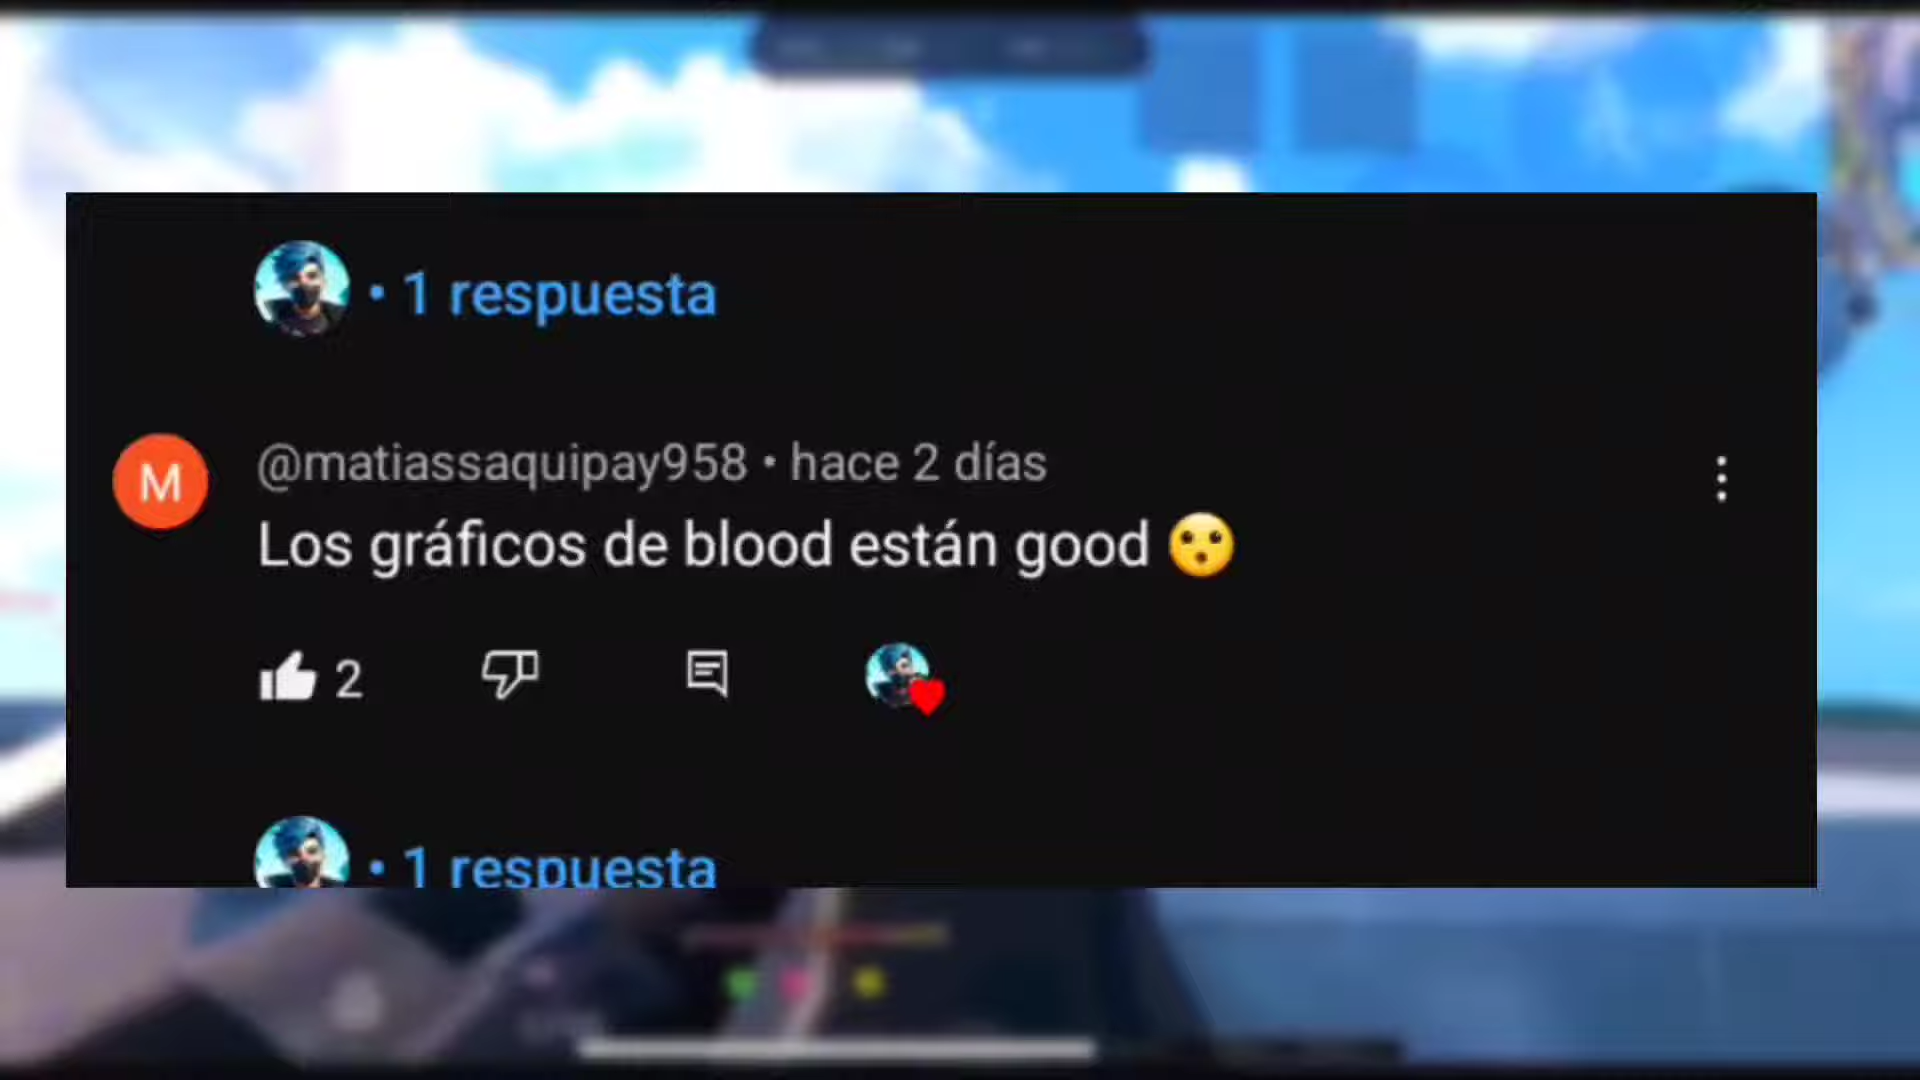 • 1 respuesta
M
@matiassaquipay958 • hace 2 días
Los gráficos de blood están good 😮
2
• 1 respuesta